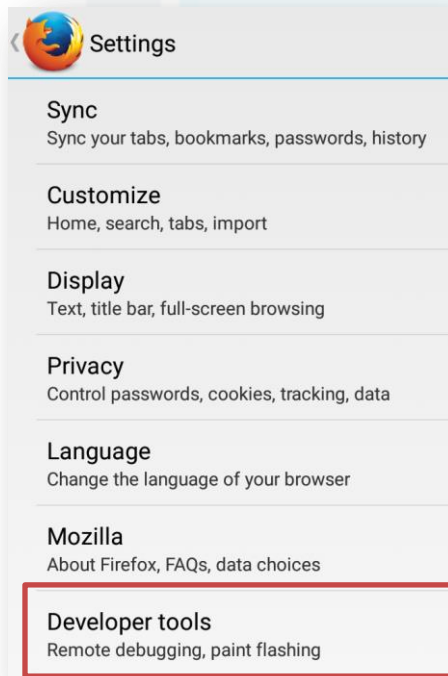 Settings
Sync
Sync your tabs, bookmarks, passwords, history
Customize
Home, search, tabs, import
Display
Text, title bar, full-screen browsing
Privacy
Control passwords, cookies, tracking, data
Language
Change the language of your browser
Mozilla
About Firefox, FAQs, data choices
Developer tools
Remote debugging, paint flashing